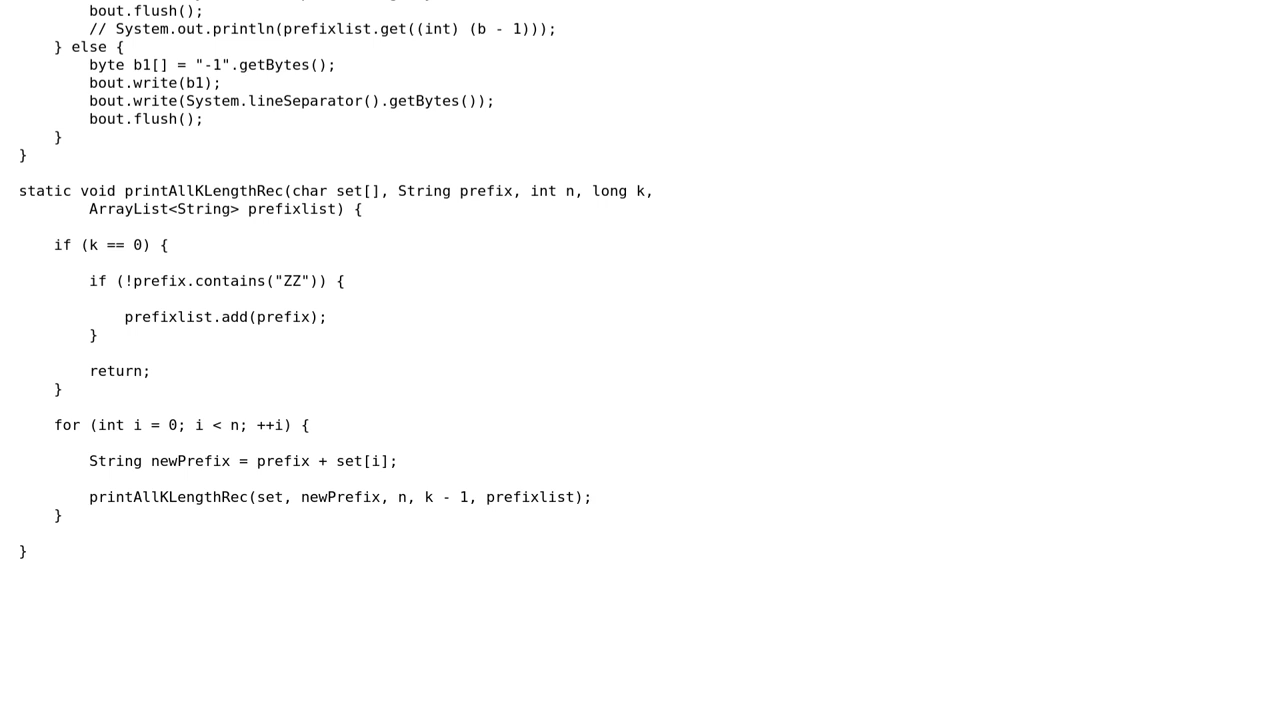 bout.flush();
// System.out.println(prefixlist.get((int) (b - 1)));
} else {
byte b1[] = "-1".getBytes();
bout.write(b1);
bout.write(System.lineSeparator().getBytes());
bout.flush();
}
}
static void printAllKLengthRec(char set[], String prefix, int n, long k,
ArrayList<String> prefixlist) {
if (k == 0) {
if (!prefix.contains("ZZ")) {
prefixlist.add(prefix);
}
return;
}
for (int i = 0; i < n; ++i) {
String newPrefix = prefix + set[i];
printAllKLengthRec(set, newPrefix, n, k - 1, prefixlist);
}
}